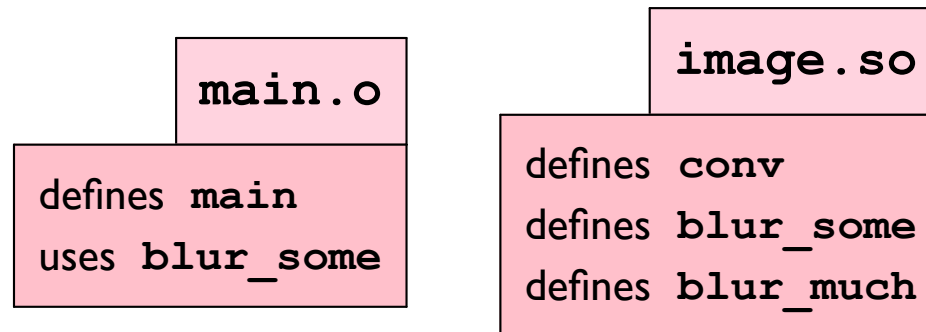 main.o
defines main
uses blur_some
image.so
defines conv
defines blur_some
defines blur_much